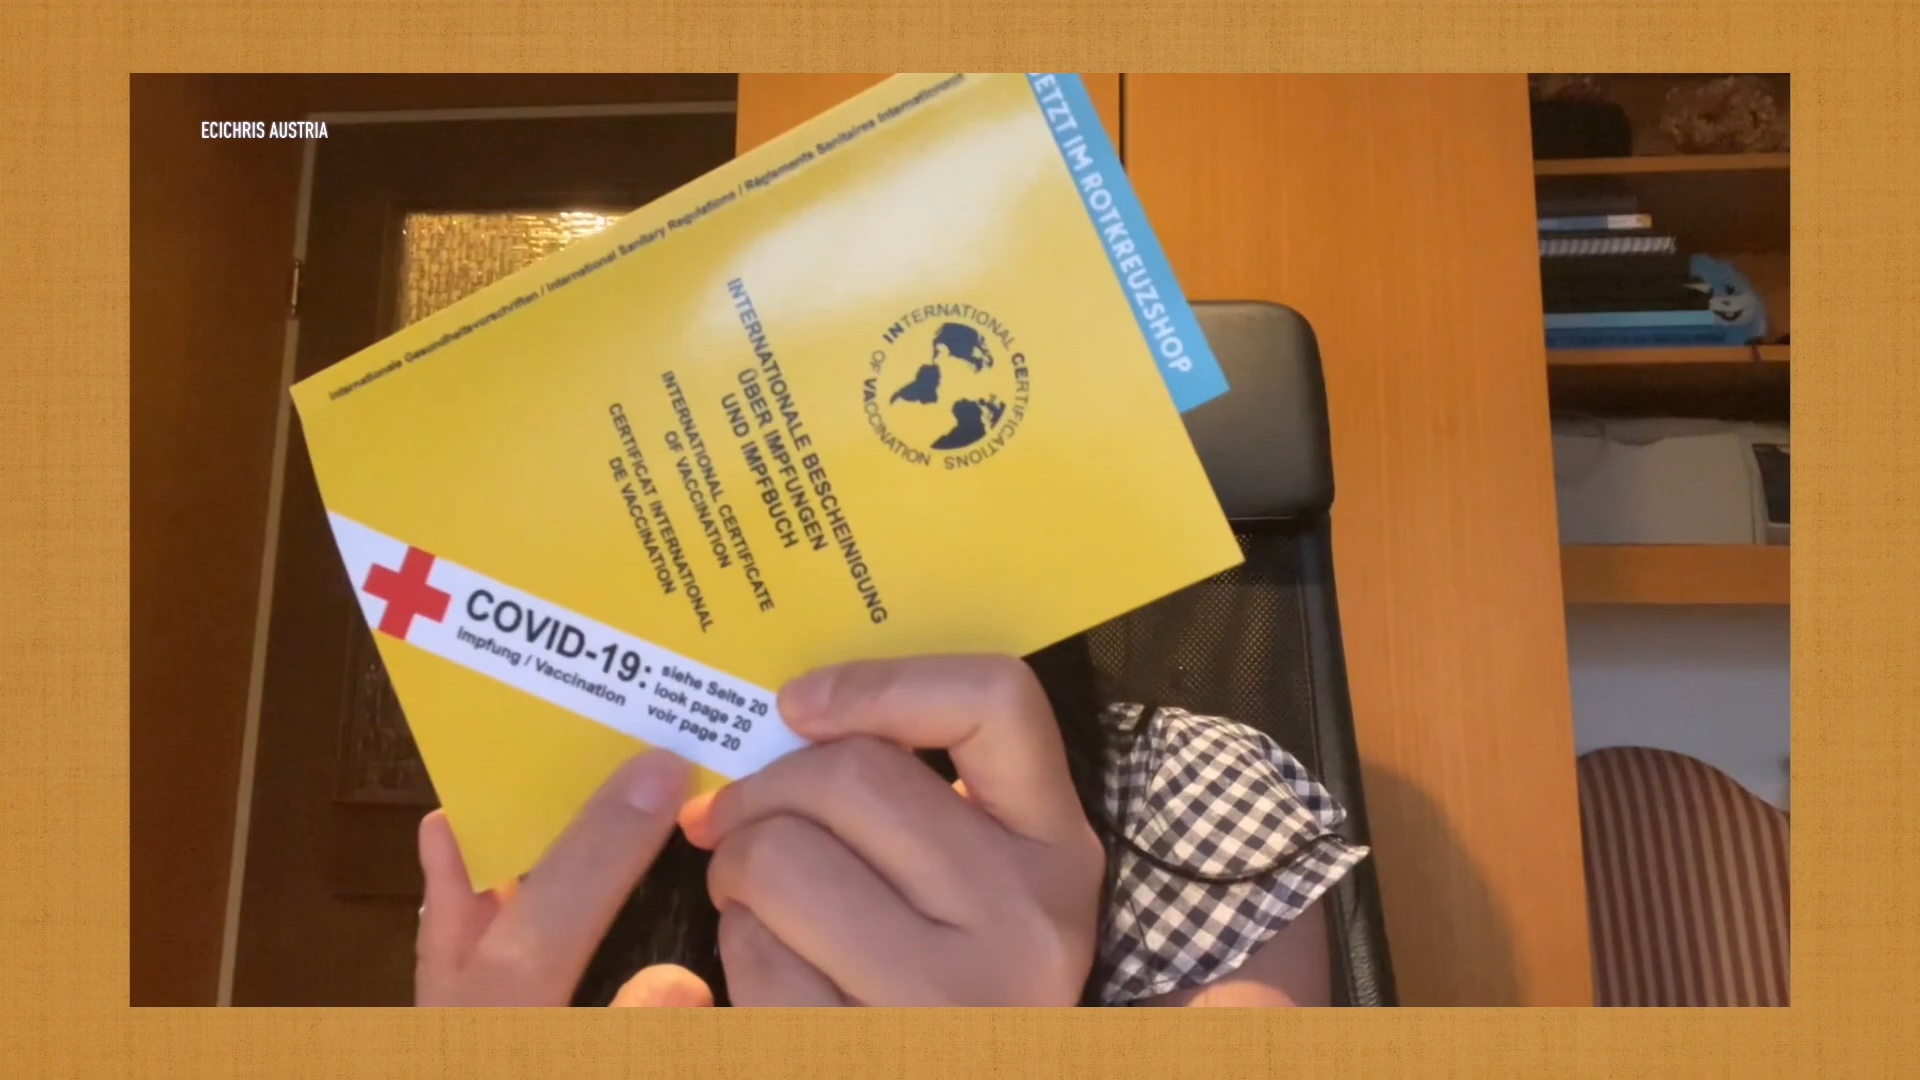 ECICHRIS AUSTRIA
ETZT IM ROTKREUZSHOP
Internationale Gesundheitsvorschriften / International Sanitary Regulations / Règlements Sanitaires Internationaux
INTERNATIONAL CERTIFICATIONS OF VACCINATION
INTERNATIONALE BESCHEINIGUNG
ÜBER IMPFUNGEN
UND IMPFBUCH
INTERNATIONAL CERTIFICATE
OF VACCINATION
CERTIFICAT INTERNATIONAL
DE VACCINATION
COVID-19:
Impfung / Vaccination
siehe Seite 20
look page 20
voir page 20